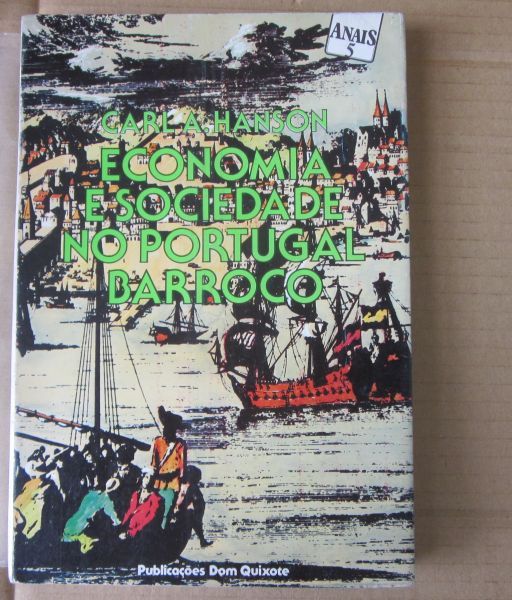 ANAIS
5
CARL A. HANSON
ECONOMIA
E SOCIEDADE
NO PORTUGAL
BARROCO
Publicações Dom Quixote